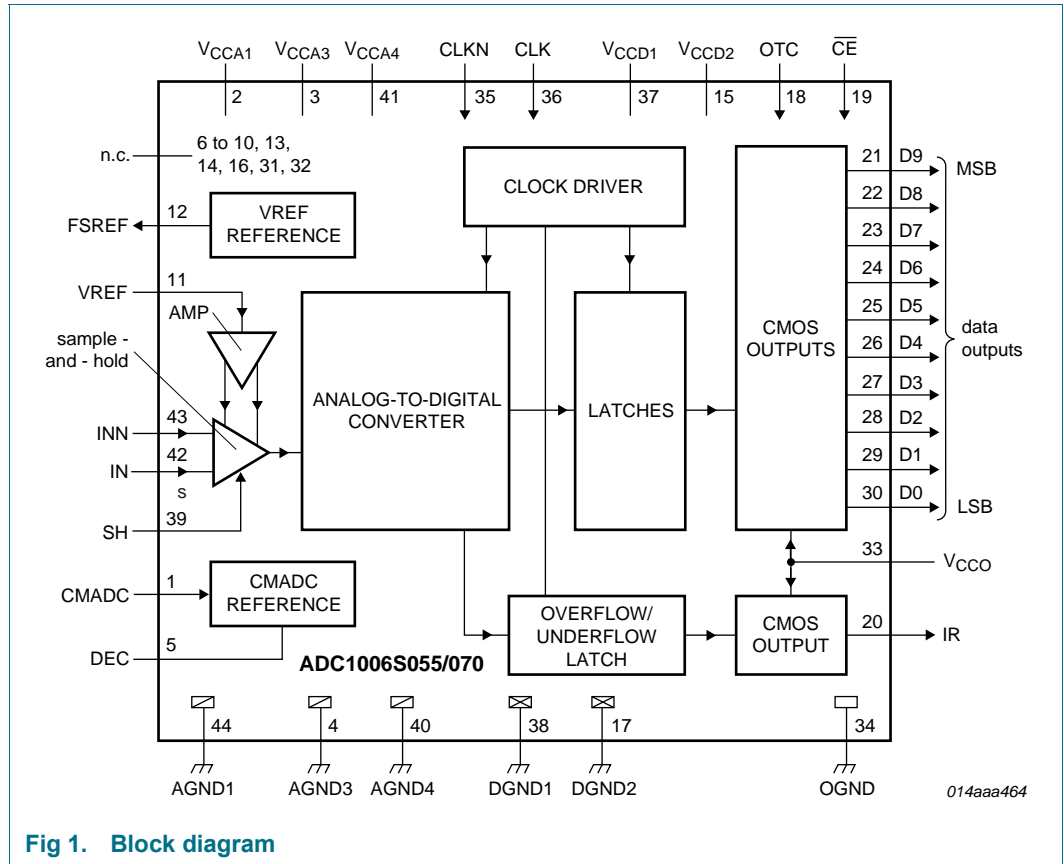 VCCA1 VCCA3 VCCA4 CLKN CLK VCCD1 VCCD2 OTC CE
2 3 41 35 36 37 15 18 19
n.c. 6 to 10, 13,
14, 16, 31, 32
FSREF 12 VREF
REFERENCE
VREF 11
AMP
sample -
and - hold
INN 43
IN 42
s
SH 39
CMADC 1 CMADC
REFERENCE
DEC 5
CLOCK DRIVER
ANALOG-TO-DIGITAL
CONVERTER
LATCHES
CMOS
OUTPUTS
OVERFLOW/
UNDERFLOW
LATCH
CMOS
OUTPUT
21 D9 MSB
22 D8
23 D7
24 D6
25 D5
26 D4
27 D3
28 D2
29 D1
30 D0 LSB
data
outputs
33 VCCO
20 IR
ADC1006S055/070
44 4 40 38 17 34
AGND1 AGND3 AGND4 DGND1 DGND2 OGND
014aaa464
Fig 1. Block diagram